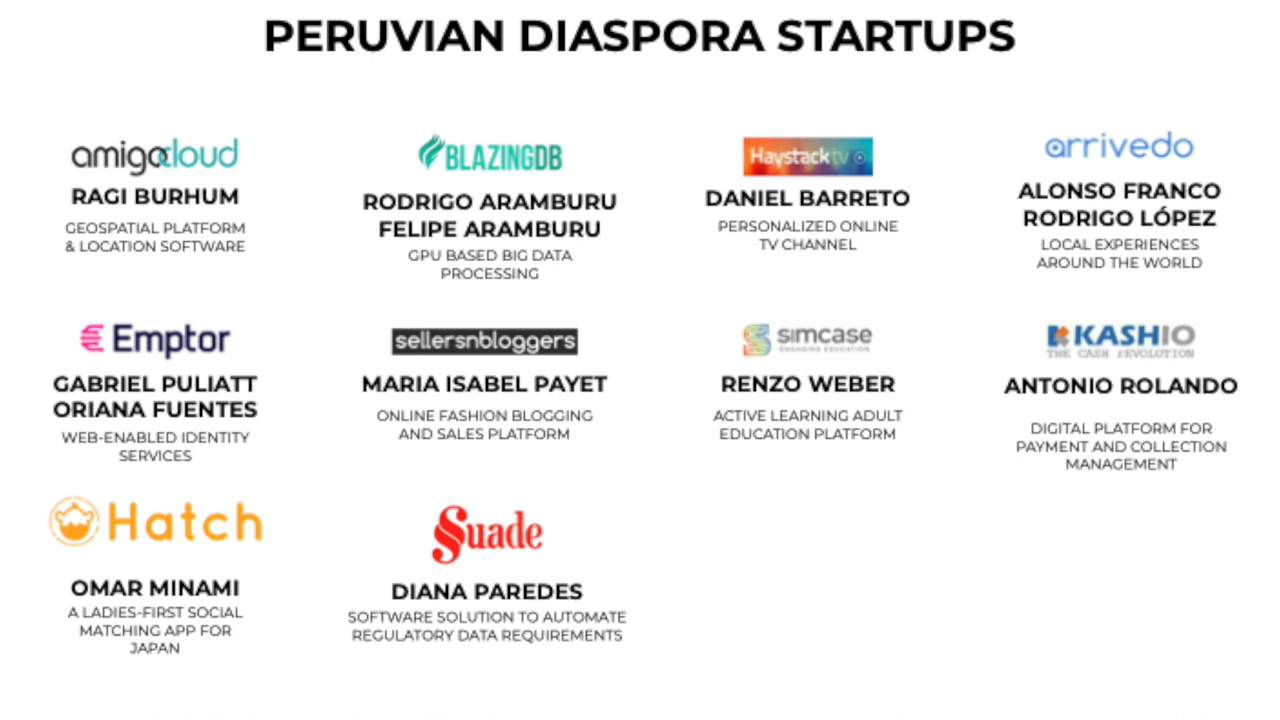 PERUVIAN DIASPORA STARTUPS
amigocloud
RAGI BURHUM
GEOSPATIAL PLATFORM
& LOCATION SOFTWARE
BLAZINGDB
RODRIGO ARAMBURU
FELIPE ARAMBURU
GPU BASED BIG DATA
PROCESSING
Haystack tv
DANIEL BARRETO
PERSONALIZED ONLINE
TV CHANNEL
arrivedo
ALONSO FRANCO
RODRIGO LÓPEZ
LOCAL EXPERIENCES
AROUND THE WORLD
Emptor
GABRIEL PULIATT
ORIANA FUENTES
WEB-ENABLED IDENTITY
SERVICES
sellersnbloggers
MARIA ISABEL PAYET
ONLINE FASHION BLOGGING
AND SALES PLATFORM
simcase
ENGAGING EDUCATION
RENZO WEBER
ACTIVE LEARNING ADULT
EDUCATION PLATFORM
KASHIO
THE CASH rEVOLUTION
ANTONIO ROLANDO
DIGITAL PLATFORM FOR
PAYMENT AND COLLECTION
MANAGEMENT
Hatch
OMAR MINAMI
A LADIES-FIRST SOCIAL
MATCHING APP FOR
JAPAN
Suade
DIANA PAREDES
SOFTWARE SOLUTION TO AUTOMATE
REGULATORY DATA REQUIREMENTS